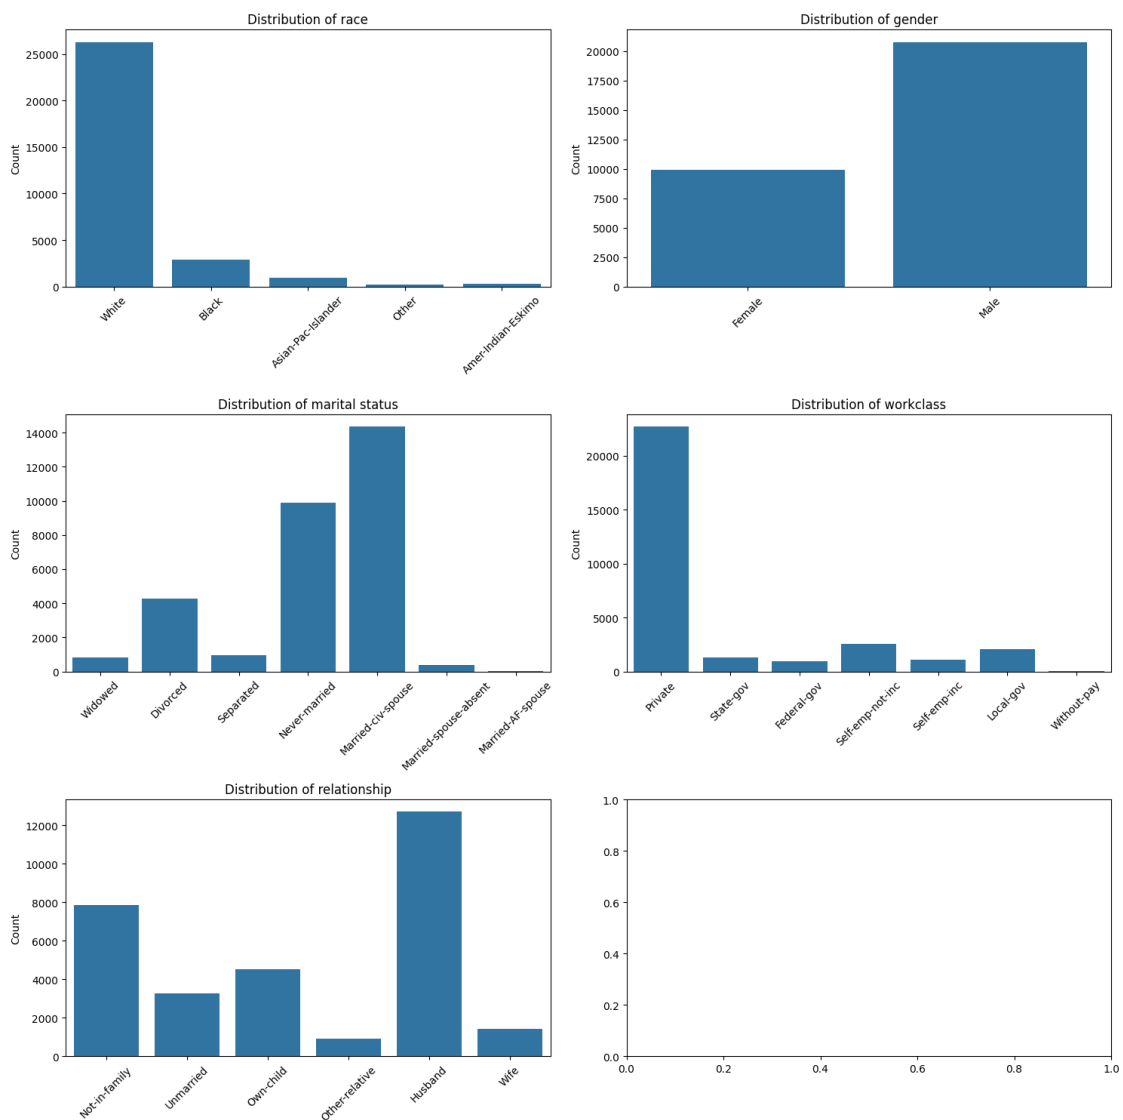 Distribution of race
Count
25000
20000
15000
10000
5000
0
White
Black
Asian-Pac-Islander
Other
Amer-Indian-Eskimo
Distribution of gender
Count
20000
17500
15000
12500
10000
7500
5000
2500
0
Female
Male
Distribution of marital status
Count
14000
12000
10000
8000
6000
4000
2000
0
Widowed
Divorced
Separated
Never-married
Married-civ-spouse
Married-spouse-absent
Married-AF-spouse
Distribution of workclass
Count
20000
15000
10000
5000
0
Private
State-gov
Federal-gov
Self-emp-not-inc
Self-emp-inc
Local-gov
Without-pay
Distribution of relationship
Count
12000
10000
8000
6000
4000
2000
0
Not-in-family
Unmarried
Own-child
Other-relative
Husband
Wife
1.0
0.8
0.6
0.4
0.2
0.0
0.0 0.2 0.4 0.6 0.8 1.0